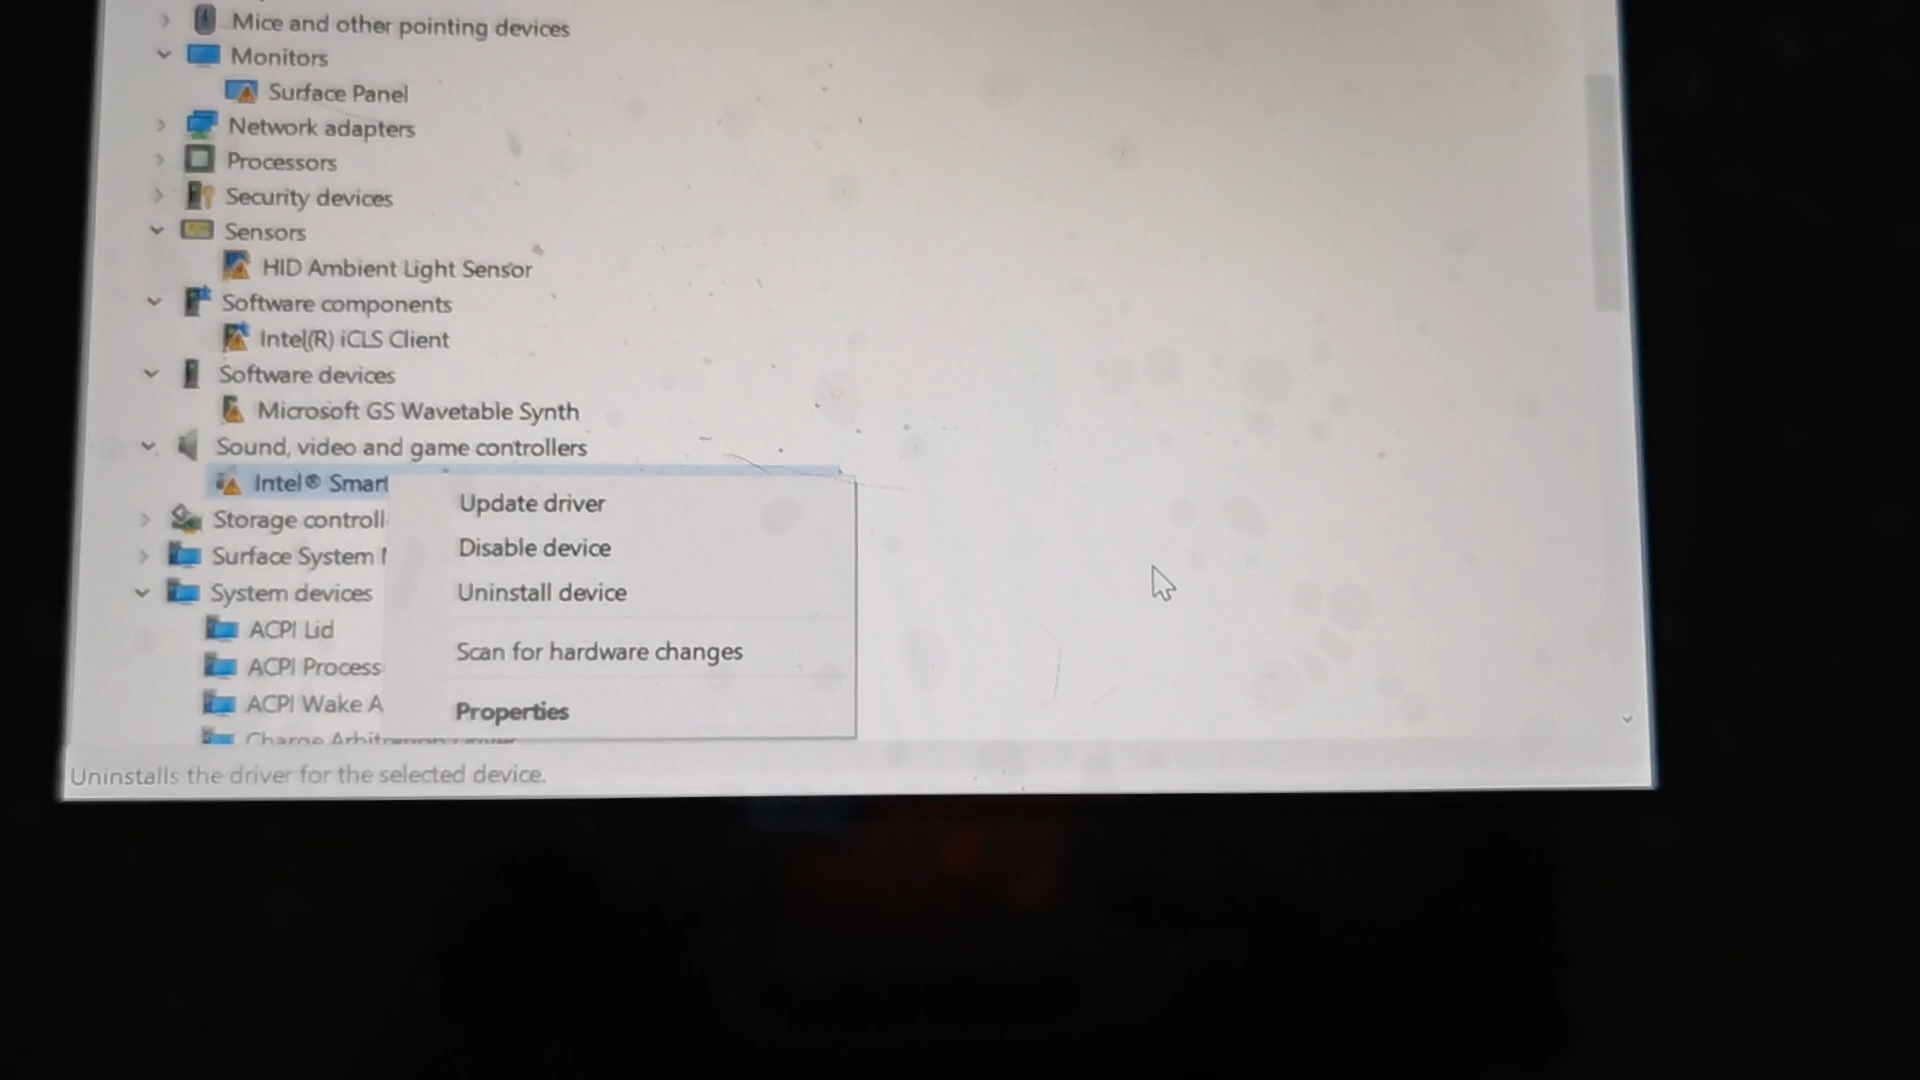 Mice and other pointing devices
Monitors
Surface Panel
Network adapters
Processors
Security devices
Sensors
HID Ambient Light Sensor
Software components
Intel(R) iCLS Client
Software devices
Microsoft GS Wavetable Synth
Sound, video and game controllers
Intel® Smart
Storage controll
Surface System
System devices
ACPI Lid
ACPI Process
ACPI Wake A
Update driver
Disable device
Uninstall device
Scan for hardware changes
Properties
Uninstalls the driver for the selected device.